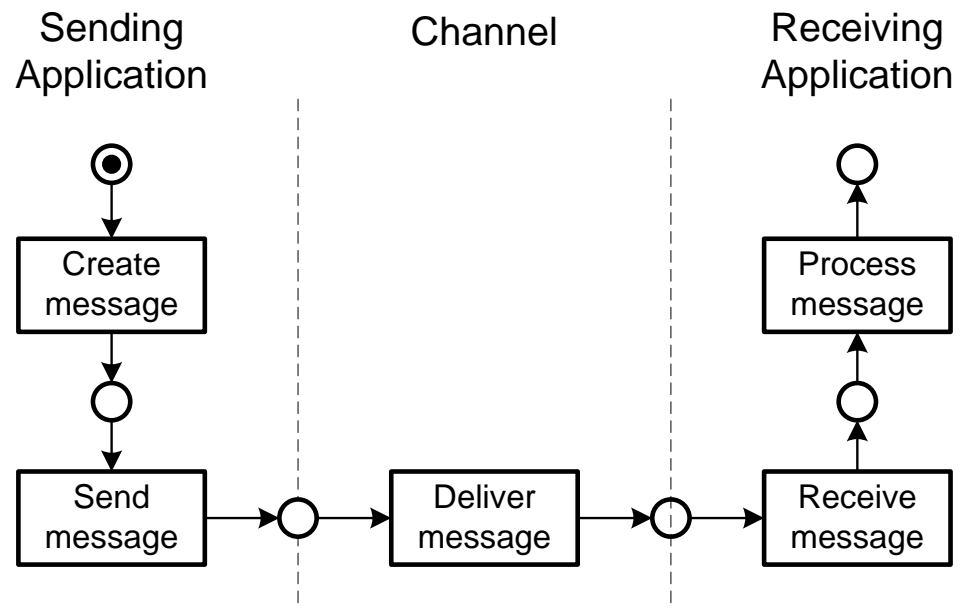 Sending
Application
Channel
Receiving
Application
Create
message
Process
message
Send
message
Deliver
message
Receive
message